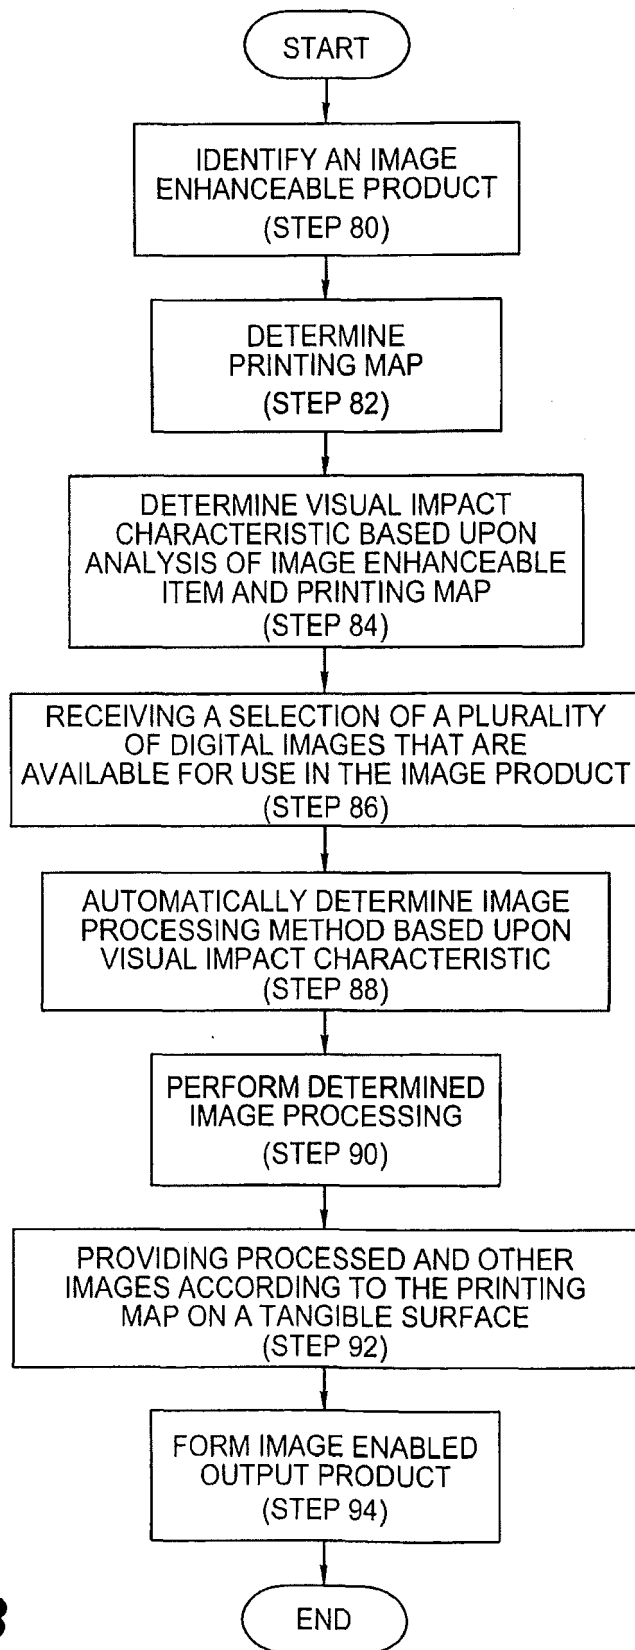 START
IDENTIFY AN IMAGE
ENHANCEABLE PRODUCT
(STEP 80)
DETERMINE
PRINTING MAP
(STEP 82)
DETERMINE VISUAL IMPACT
CHARACTERISTIC BASED UPON
ANALYSIS OF IMAGE ENHANCEABLE
ITEM AND PRINTING MAP
(STEP 84)
RECEIVING A SELECTION OF A PLURALITY
OF DIGITAL IMAGES THAT ARE
AVAILABLE FOR USE IN THE IMAGE PRODUCT
(STEP 86)
AUTOMATICALLY DETERMINE IMAGE
PROCESSING METHOD BASED UPON
VISUAL IMPACT CHARACTERISTIC
(STEP 88)
PERFORM DETERMINED
IMAGE PROCESSING
(STEP 90)
PROVIDING PROCESSED AND OTHER
IMAGES ACCORDING TO THE PRINTING
MAP ON A TANGIBLE SURFACE
(STEP 92)
FORM IMAGE ENABLED
OUTPUT PRODUCT
(STEP 94)
END